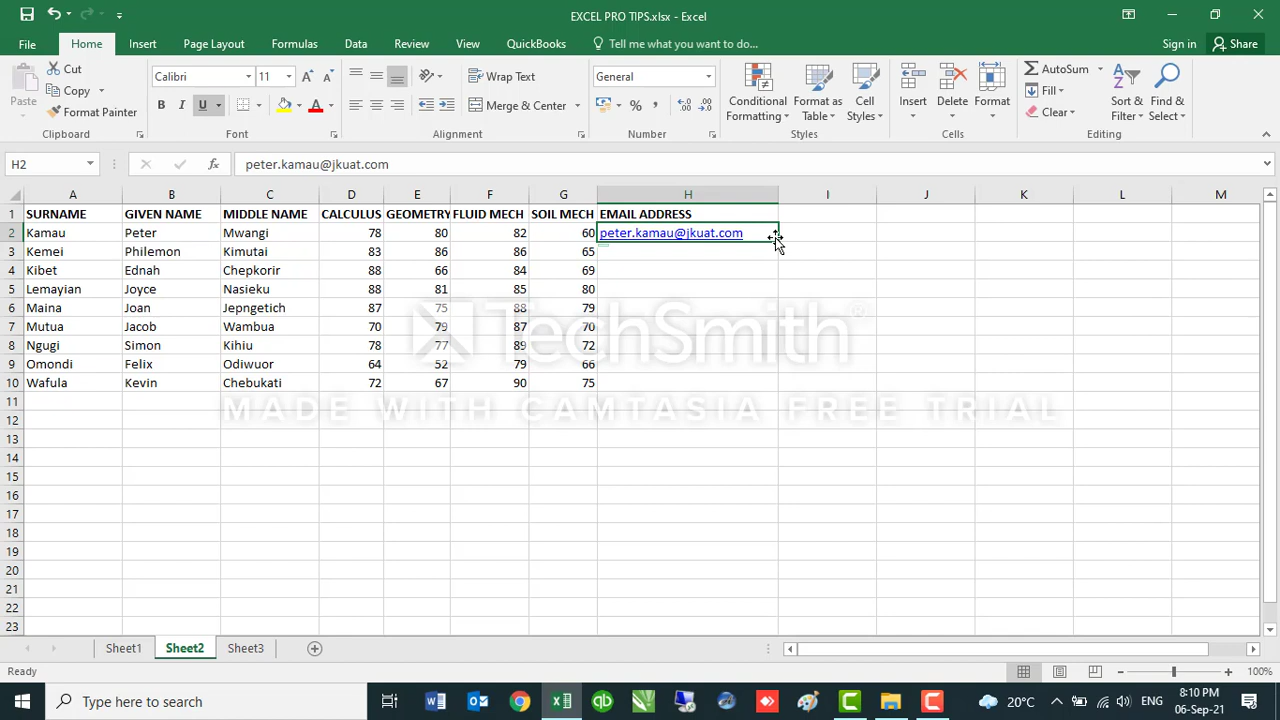 EXCEL PRO TIPS.xlsx - Excel
File Home Insert Page Layout Formulas Data Review View QuickBooks Tell me what you want to do... Sign in Share
Paste Cut Copy Format Painter
Calibri 11
B I U
Wrap Text
Merge & Center
General
Conditional Formatting Format as Table Cell Styles
Insert Delete Format
AutoSum Fill Clear
Sort & Filter Find & Select
Clipboard Font Alignment Number Styles Cells Editing
H2 fx peter.kamau@jkuat.com
A B C D E F G H I J K L M
1 SURNAME GIVEN NAME MIDDLE NAME CALCULUS GEOMETRY FLUID MECH SOIL MECH EMAIL ADDRESS
2 Kamau Peter Mwangi 78 80 82 60 peter.kamau@jkuat.com
3 Kemei Philemon Kimutai 83 86 86 65
4 Kibet Ednah Chepkorir 88 66 84 69
5 Lemayian Joyce Nasieku 88 81 85 80
6 Maina Joan Jepngetich 87 75 88 79
7 Mutua Jacob Wambua 70 79 87 70
8 Ngugi Simon Kihiu 78 77 89 72
9 Omondi Felix Odiwuor 64 52 79 66
10 Wafula Kevin Chebukati 72 67 90 75
TechSmith®
MADE WITH CAMTASIA FREE TRIAL
11
12
13
14
15
16
17
18
19
20
21
22
23
Sheet1 Sheet2 Sheet3
Ready 100%
Type here to search 20°C ENG 8:10 PM
06-Sep-21